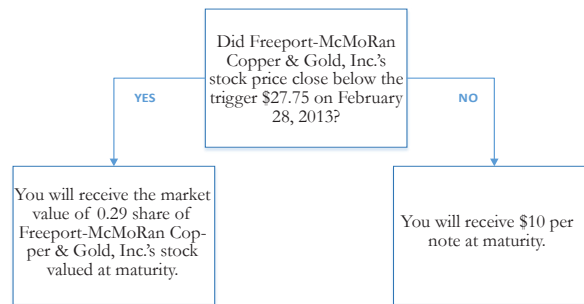 Did Freeport-McMoRan
Copper & Gold, Inc.'s
stock price close below the
trigger $27.75 on February
28, 2013?
YES
NO
You will receive the market
value of 0.29 share of
Freeport-McMoRan Cop-
per & Gold, Inc.'s stock
valued at maturity.
You will receive $10 per
note at maturity.